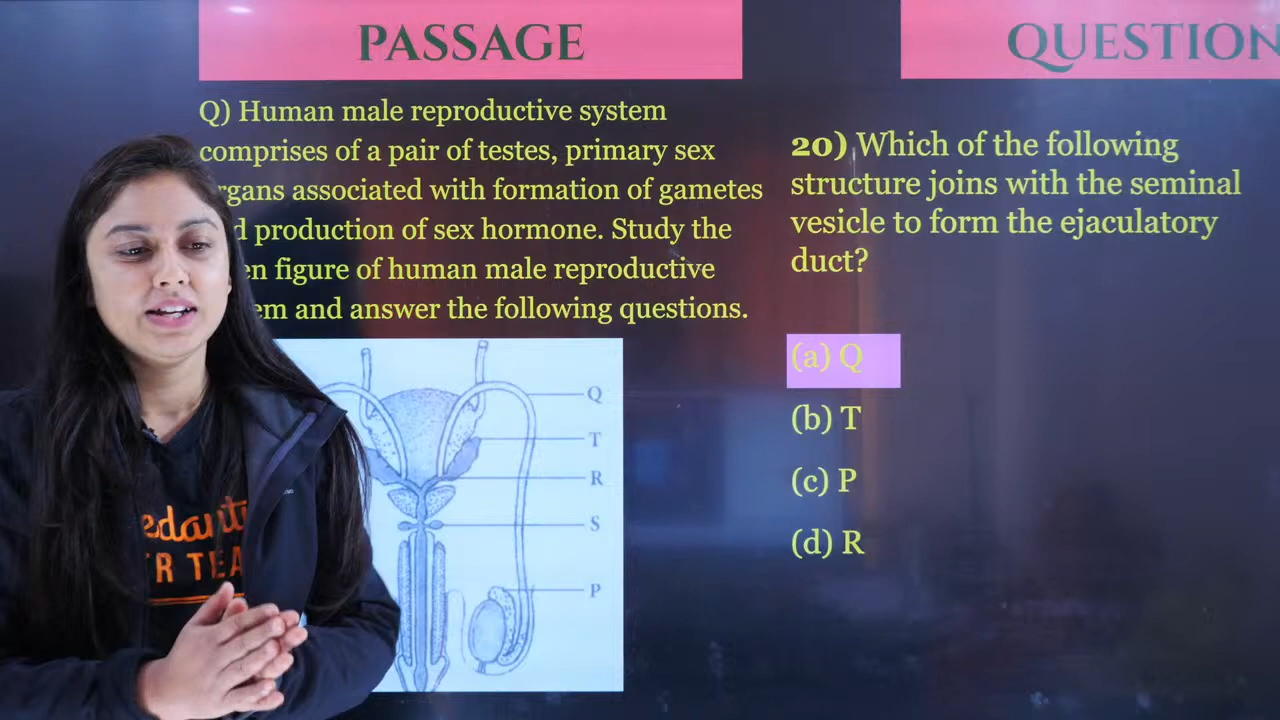 PASSAGE
QUESTION
Q) Human male reproductive system
comprises of a pair of testes, primary sex
rgans associated with formation of gametes
d production of sex hormone. Study the
en figure of human male reproductive
em and answer the following questions.
Q
T
R
S
P
20) Which of the following
structure joins with the seminal
vesicle to form the ejaculatory
duct?
(a) Q
(b) T
(c) P
(d) R
edantu
R TEA